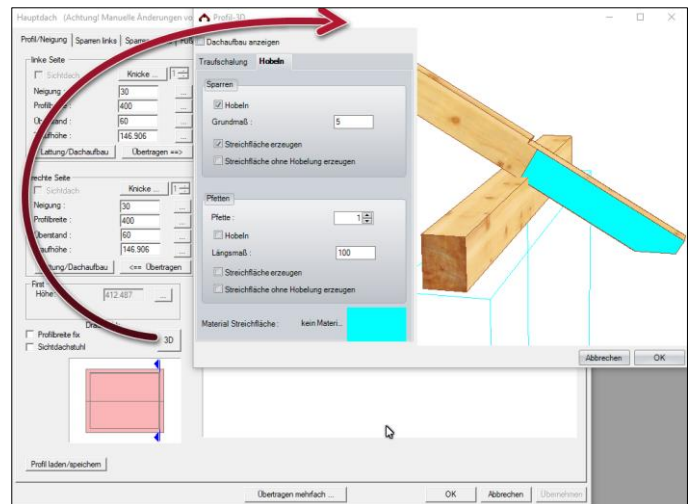 Hauptdach (Achtung! Manuelle Änderungen vo
Profil-3D
Profil/Neigung
Sparren links
Dachaufbau anzeigen
Traufschalung
Hobeln
linke Seite
Sichtdach
Knicke ...
1
Neigung :
30
...
Profilbreite :
400
...
60
...
146.906
...
Lattung/Dachaufbau
Übertragen ==>
rechte Seite
Sichtdach
Knicke ...
1
Neigung :
30
...
Profilbreite :
400
...
Überstand :
60
...
146.906
...
<== Übertragen
First
Höhe:
412.487
...
Profilbreite fix
Sichtdachstuhl
3D
Profil laden/speichern
Sparren
Hobeln
Grundmaß :
5
Streichfläche erzeugen
Streichfläche ohne Hobelung erzeugen
Pfetten
Pfette :
1
Hobeln
Längsmaß :
100
Streichfläche erzeugen
Streichfläche ohne Hobelung erzeugen
Material Streichfläche :
kein Materi...
Abbrechen
OK
Übertragen mehrfach ...
OK
Abbrechen
Übernehmen